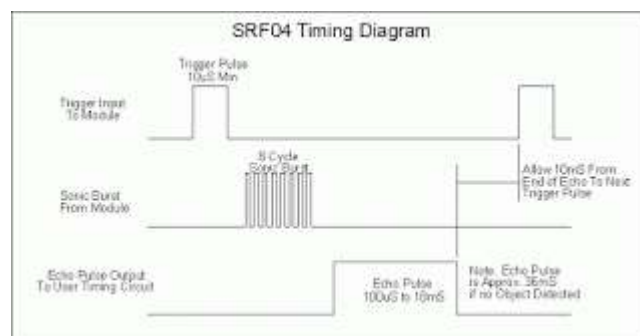 SRF04 Timing Diagram
Trigger Pulse
10uS Min
Trigger Input
To Module
8 Cycle
Sonic Burst
Allow 10mS From
End of Echo To Next
Trigger Pulse
Sonic Burst
From Module
Echo Pulse Output
To User Timing Circuit
Echo Pulse
100uS to 18mS
Note. Echo Pulse
is Approx. 36mS
if no Object Detected